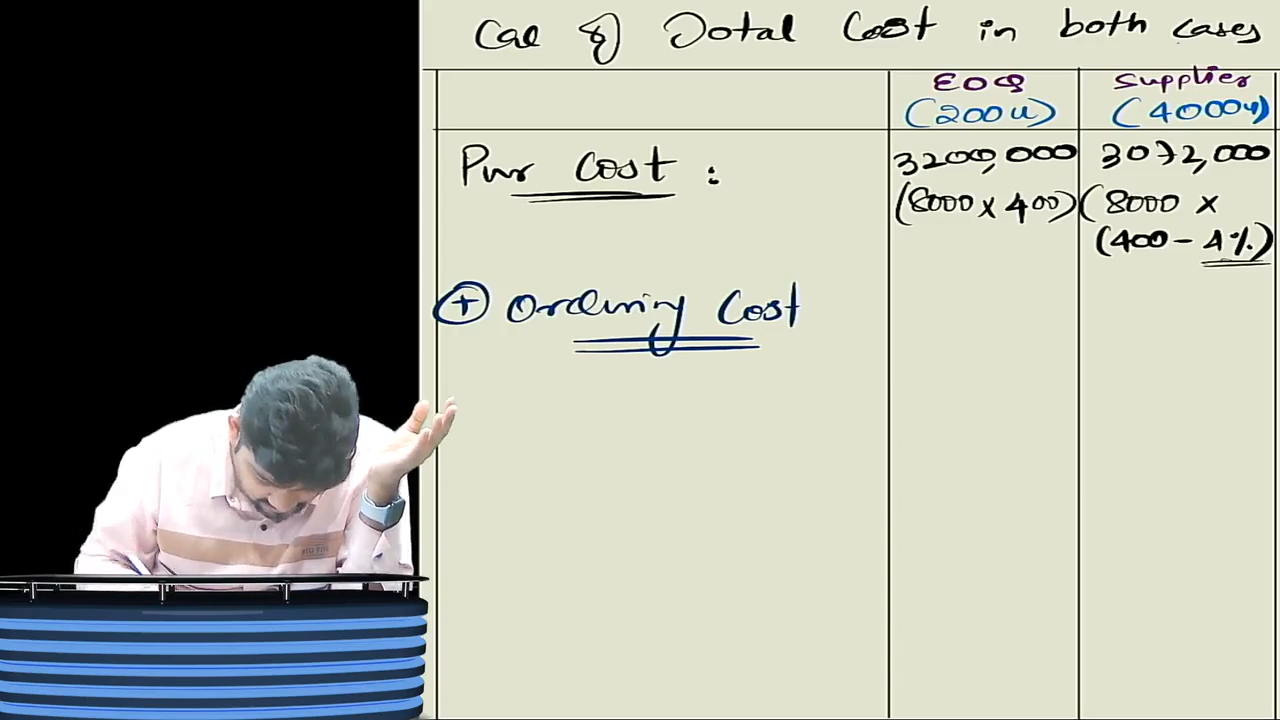 Cal of Total Cost in both cases
EOQ Supplier
(200u) (4000u)
Pur Cost : 3200,000 3072,000
(8000 x 400) (8000 x
(400 - 4%)
+ Ordering Cost